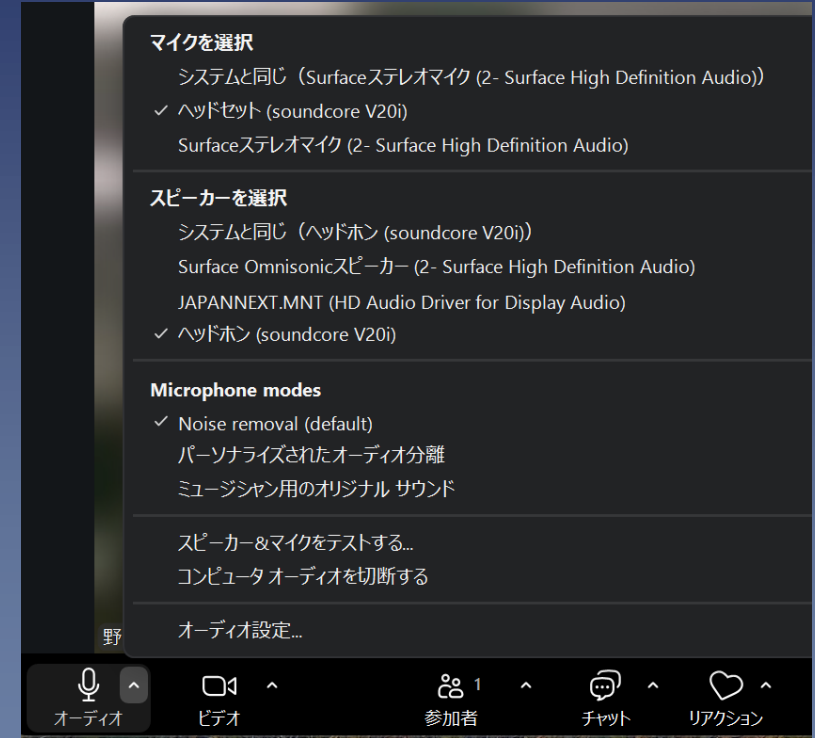 マイクを選択
システムと同じ（Surfaceステレオマイク (2- Surface High Definition Audio)）
✓ ヘッドセット (soundcore V20i)
Surfaceステレオマイク (2- Surface High Definition Audio)
スピーカーを選択
システムと同じ（ヘッドホン (soundcore V20i)）
Surface Omnisonicスピーカー (2- Surface High Definition Audio)
JAPANNEXT.MNT (HD Audio Driver for Display Audio)
✓ ヘッドホン (soundcore V20i)
Microphone modes
✓ Noise removal (default)
パーソナライズされたオーディオ分離
ミュージシャン用のオリジナル サウンド
スピーカー&マイクをテストする...
コンピュータ オーディオを切断する
オーディオ設定...
野
1
オーディオ ビデオ 参加者 チャット リアクション